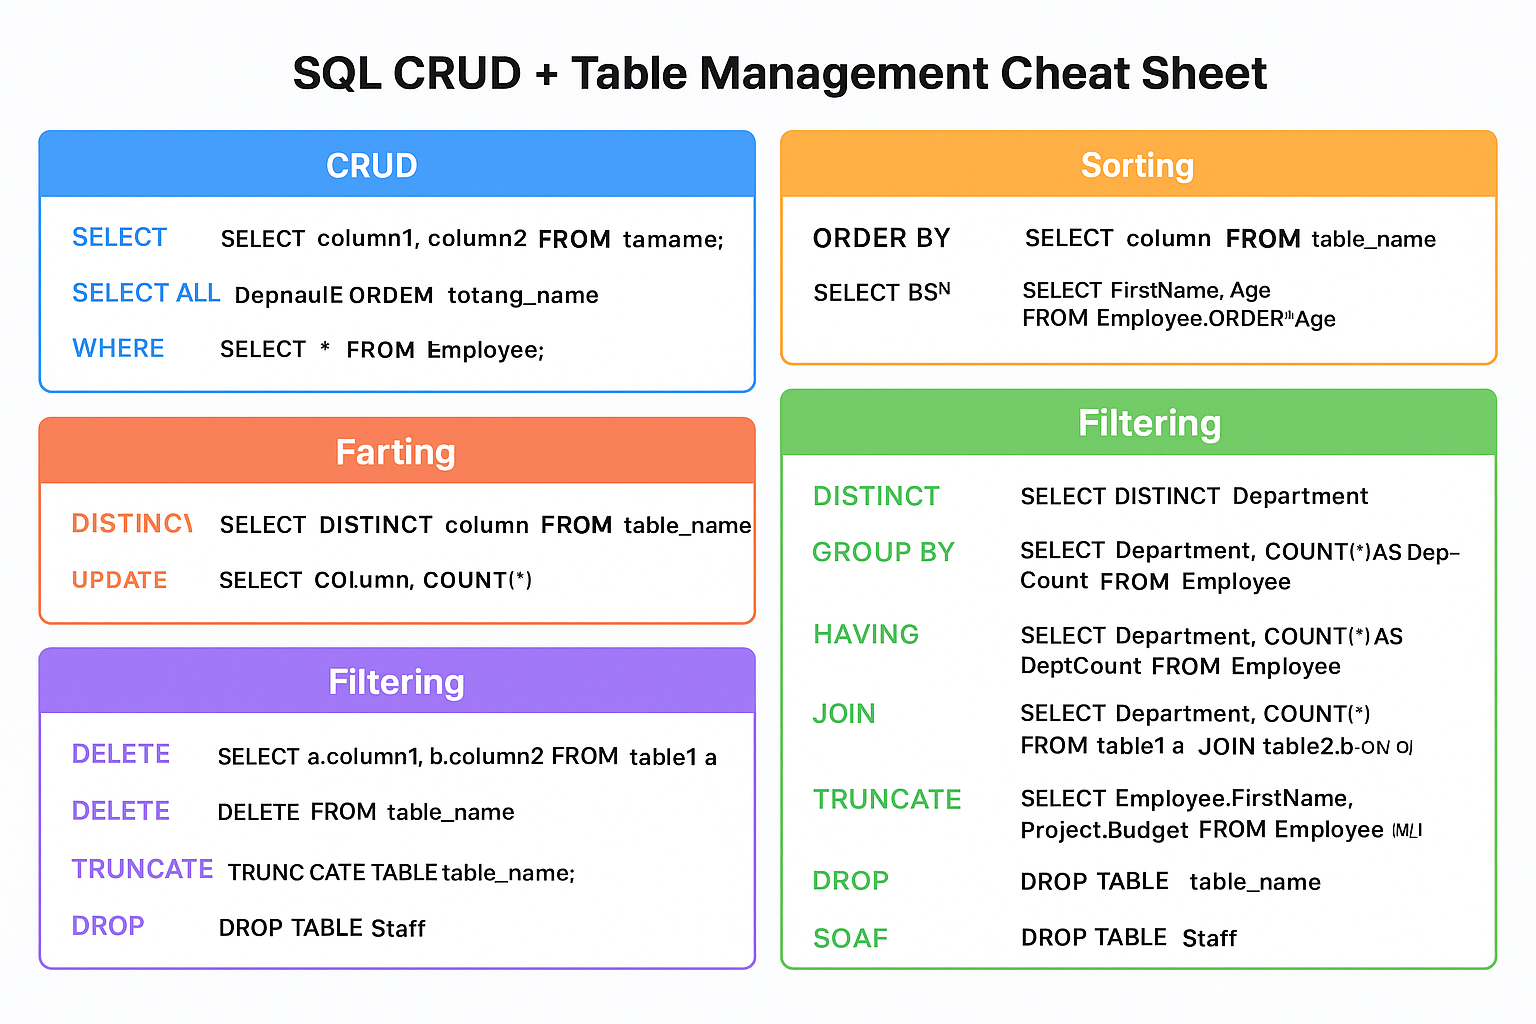 SQL CRUD + Table Management Cheat Sheet
CRUD
SELECT SELECT column1, column2 FROM tamame;
SELECT ALL DepnaulE ORDEM totang_name
WHERE SELECT * FROM Employee;
Farting
SELECT DISTINCT column FROM table_name
UPDATE SELECT COl.umn, COUNT(*)
Filtering
DELETE SELECT a.column1, b.column2 FROM table1 a
DELETE DELETE FROM table_name
TRUNCATE TRUNC CATE TABLE table_name;
DROP DROP TABLE Staff
Sorting
ORDER BY SELECT column FROM table_name
SELECT BSN SELECT FirstName, Age
FROM Employee.ORDER Age
Filtering
DISTINCT SELECT DISTINCT Department
GROUP BY SELECT Department, COUNT(*)AS Dep–
Count FROM Employee
HAVING SELECT Department, COUNT(*) AS
DeptCount FROM Employee
JOIN SELECT Department, COUNT(*)
FROM table1 a JOIN table2.b-ON
TRUNCATE SELECT Employee.FirstName,
Project.Budget FROM Employee
DROP DROP TABLE table_name
SOAF DROP TABLE Staff